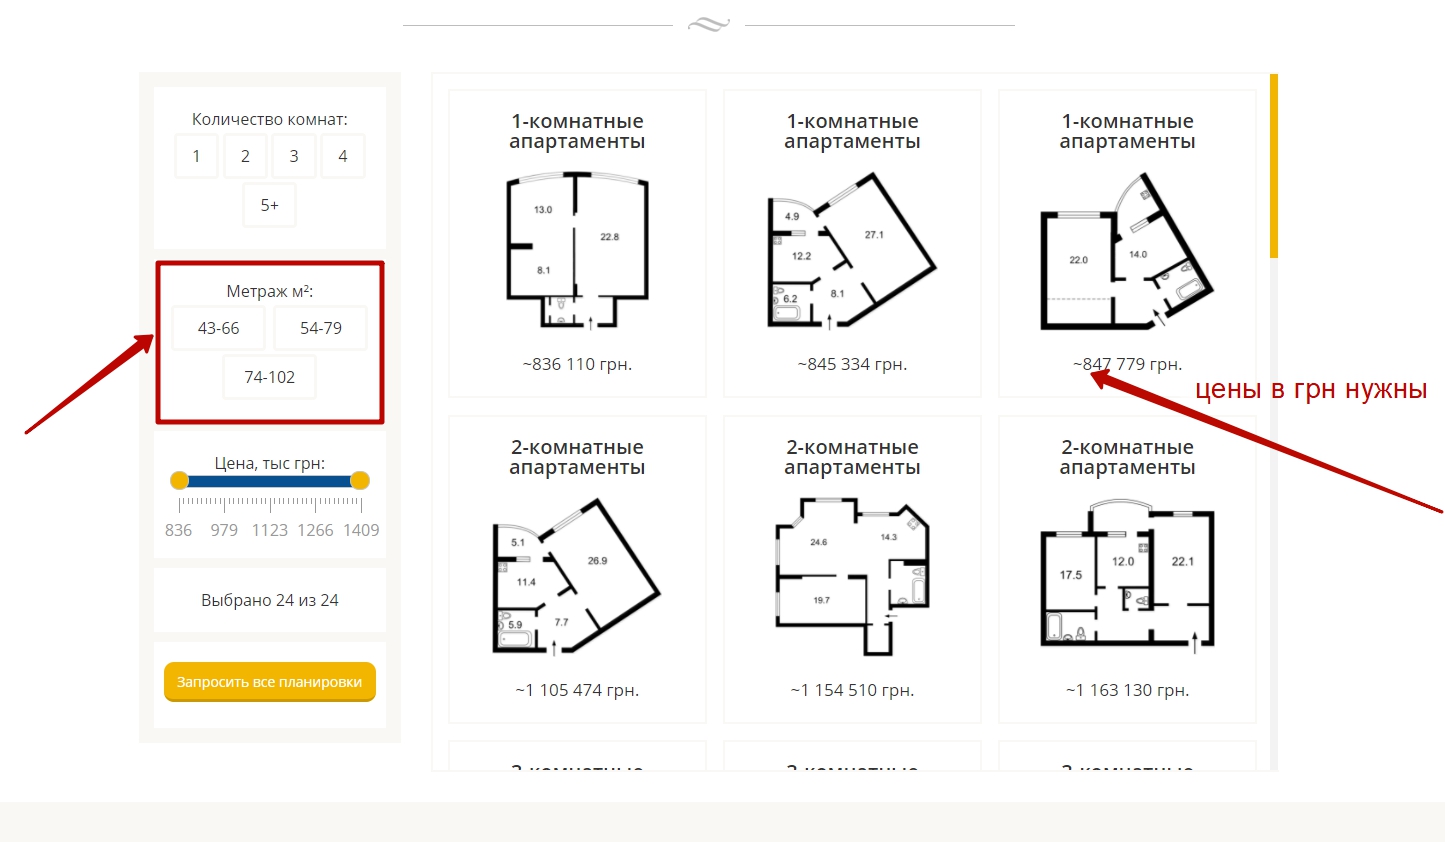 Количество комнат:
1 2 3 4
5+
Метраж м²:
43-66 54-79
74-102
Цена, тыс грн:
836 979 1123 1266 1409
Выбрано 24 из 24
Запросить все планировки
1-комнатные
апартаменты
13.0
22.8
8.1
~836 110 грн.
1-комнатные
апартаменты
4.9
27.1
12.2
6.2 8.1
~845 334 грн.
1-комнатные
апартаменты
22.0 14.0
~847 779 грн.
цены в грн нужны
2-комнатные
апартаменты
5.1
26.9
11.4
5.9 7.7
~1 105 474 грн.
2-комнатные
апартаменты
24.6 14.3
19.7
~1 154 510 грн.
2-комнатные
апартаменты
17.5 12.0 22.1
~1 163 130 грн.